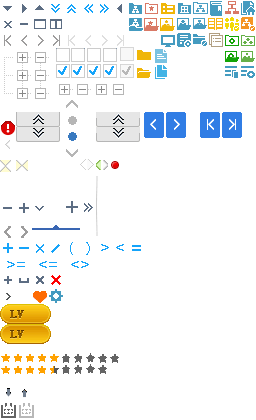 ( ) > < =
>= <= <>
LV
LV